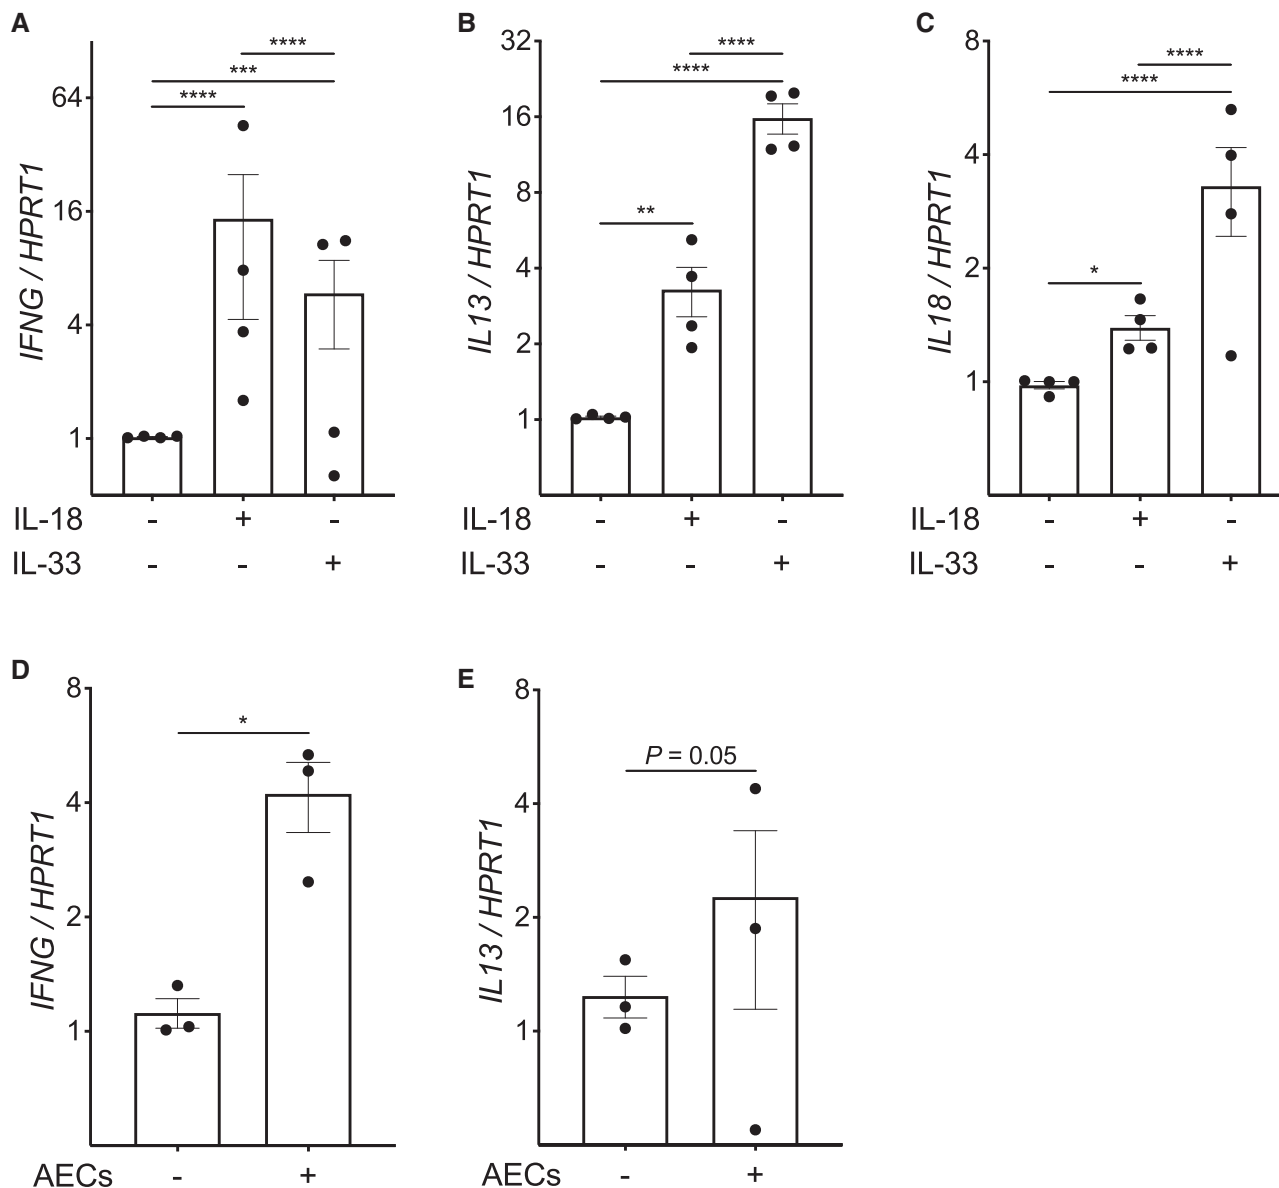 A
IFNG / HPRT1
64
16
4
1
****
***
****
IL-18 - + -
IL-33 - - +
B
IL13 / HPRT1
32
16
8
4
2
1
****
****
**
IL-18 - + -
IL-33 - - +
C
IL18 / HPRT1
8
4
2
1
****
****
*
IL-18 - + -
IL-33 - - +
D
IFNG / HPRT1
8
4
2
1
*
AECs - +
E
IL13 / HPRT1
8
4
2
1
P = 0.05
AECs - +